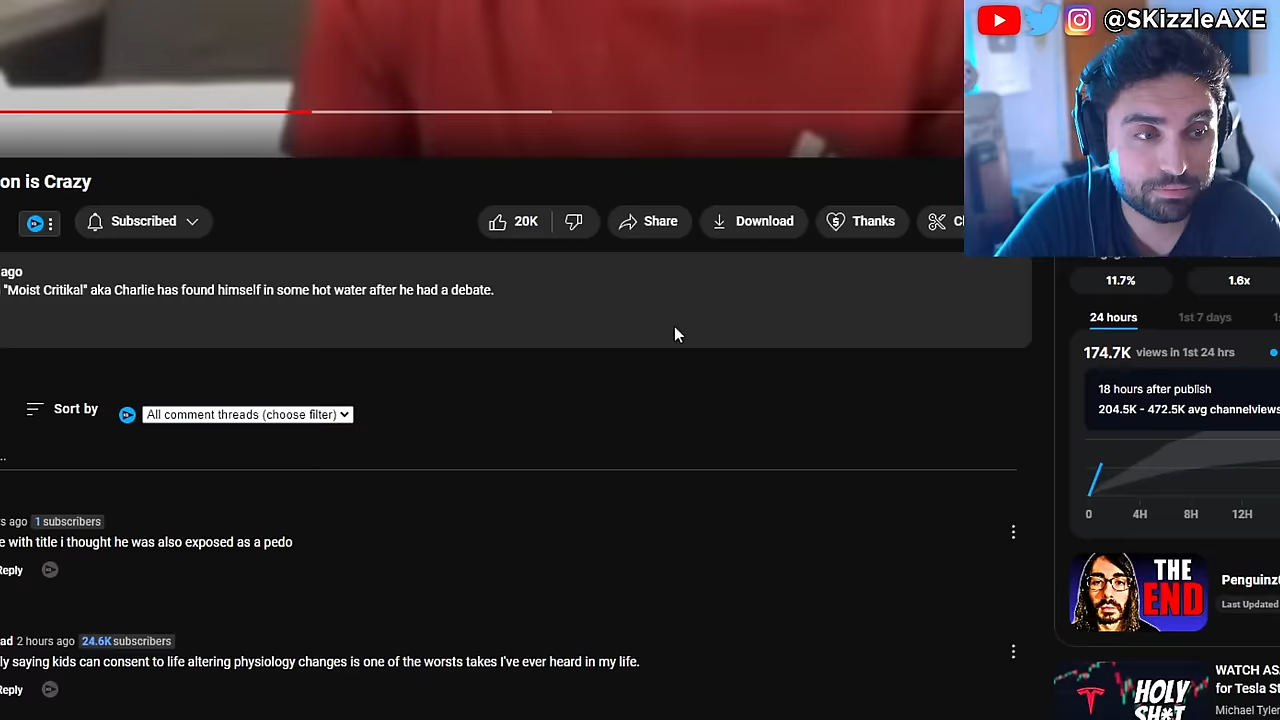 @SKizzleAXE
on is Crazy
Subscribed
20K
Share
Download
Thanks
ago
"Moist Critikal" aka Charlie has found himself in some hot water after he had a debate.
11.7%
1.6x
24 hours
1st 7 days
174.7K views in 1st 24 hrs
18 hours after publish
204.5K - 472.5K avg channelviews
0 4H 8H 12H
Sort by
All comment threads (choose filter)
..
s ago 1 subscribers
e with title i thought he was also exposed as a pedo
Reply
THE
END
Penguinz
Last Updated
ad 2 hours ago 24.6K subscribers
ly saying kids can consent to life altering physiology changes is one of the worsts takes I've ever heard in my life.
Reply
HOLY
SH*T
WATCH AS
for Tesla St
Michael Tyler